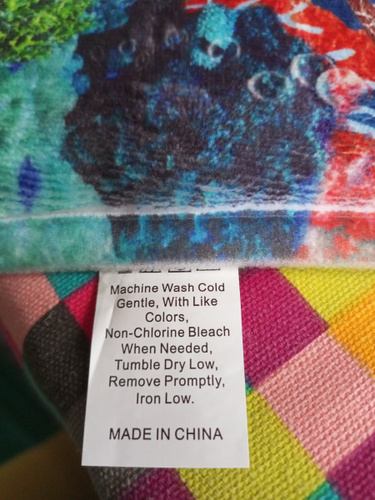 Machine Wash Cold
Gentle, With Like
Colors,
Non-Chlorine Bleach
When Needed,
Tumble Dry Low,
Remove Promptly,
Iron Low.
MADE IN CHINA